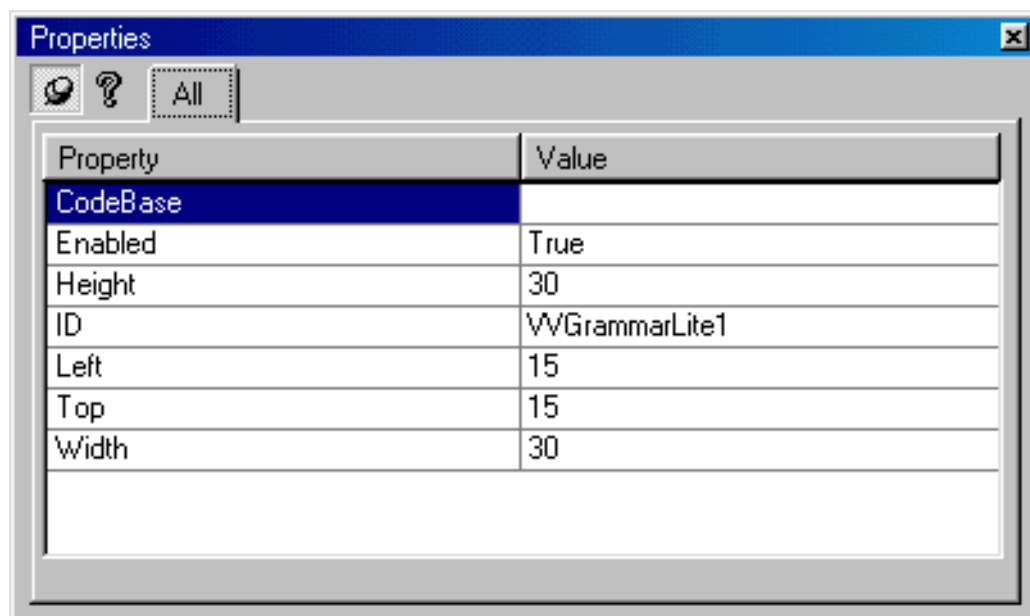 Properties
All
Property Value
CodeBase
Enabled True
Height 30
ID VVGrammarLite1
Left 15
Top 15
Width 30